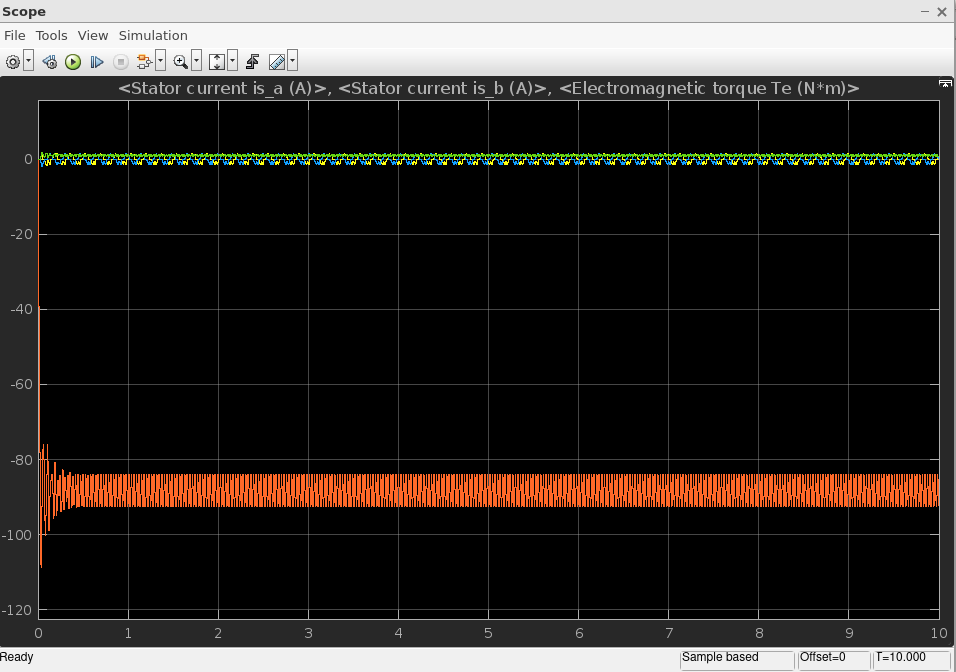 Scope
File Tools View Simulation
<Stator current is_a (A)>, <Stator current is_b (A)>, <Electromagnetic torque Te (N*m)>
0
-20
-40
-60
-80
-100
-120
0 1 2 3 4 5 6 7 8 9 10
Ready Sample based Offset=0 T=10.000